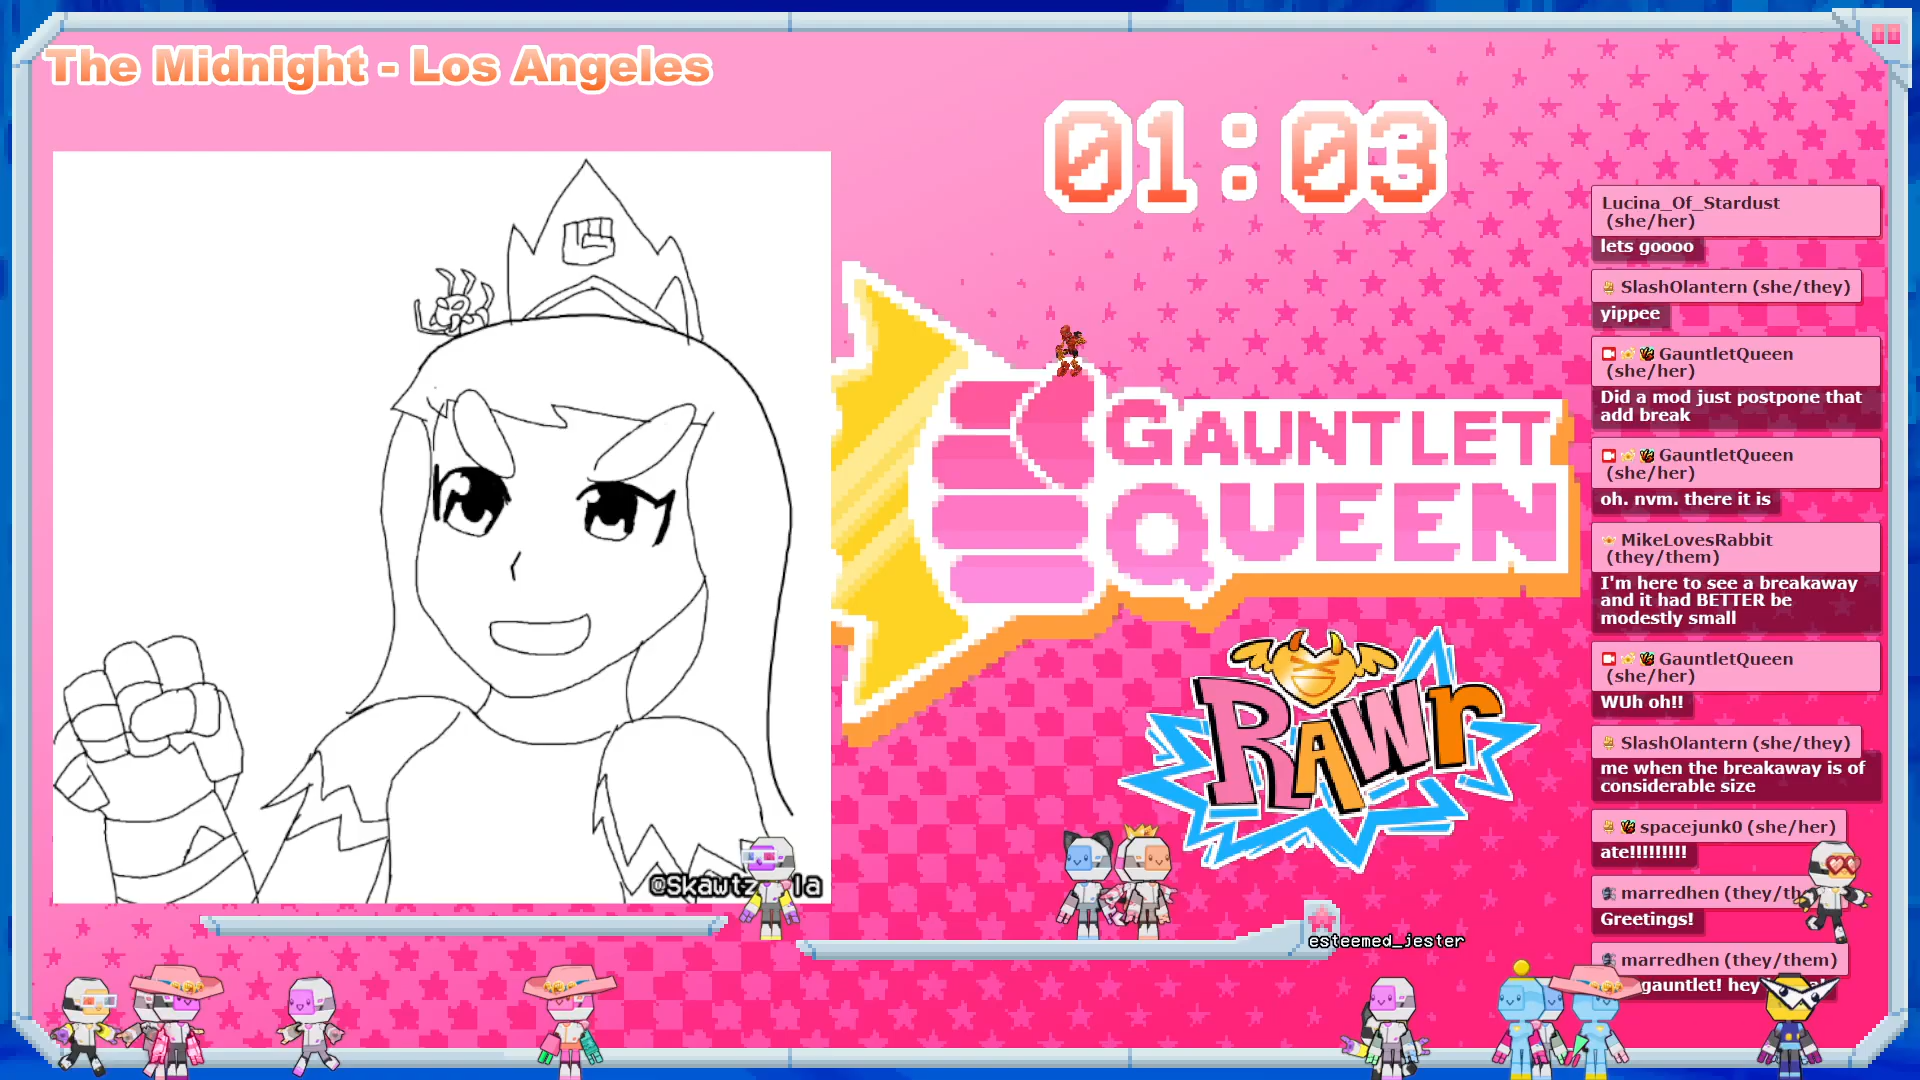 The Midnight - Los Angeles
01:03
GAUNTLET
QUEEN
RAWr
esteemed_jester
Lucina_Of_Stardust
(she/her)
lets goooo
SlashOlantern (she/they)
yippee
GauntletQueen
(she/her)
Did a mod just postpone that
add break
GauntletQueen
(she/her)
oh. nvm. there it is
MikeLovesRabbit
(they/them)
I'm here to see a breakaway
and it had BETTER be
modestly small
GauntletQueen
(she/her)
WUh oh!!
SlashOlantern (she/they)
me when the breakaway is of
considerable size
spacejunk0 (she/her)
ate!!!!!!!!!
marredhen
Greetings!
marredhen (they/them)
gauntlet! hey